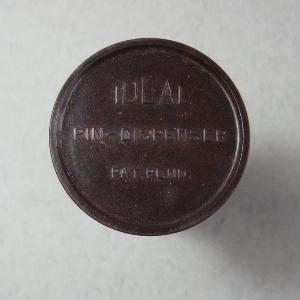 IDEAL
PIN-DISPENSER
PAT. PEND.